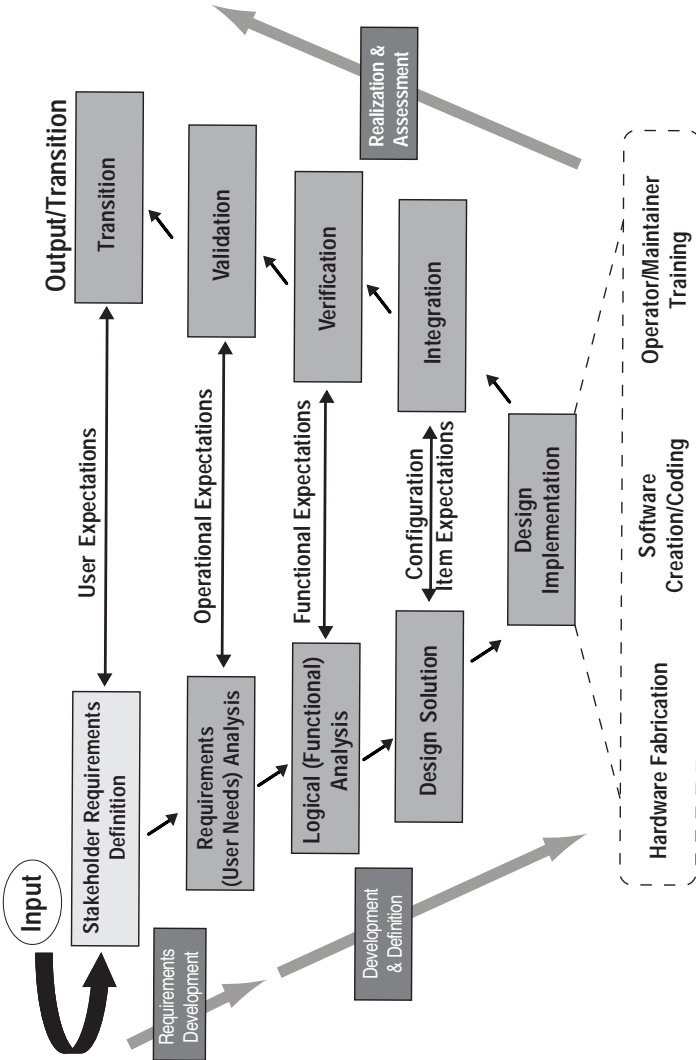 Input
Output/Transition
Stakeholder Requirements
Definition
User Expectations
Transition
Requirements
Development
Requirements
(User Needs) Analysis
Operational Expectations
Validation
Logical (Functional)
Analysis
Functional Expectations
Verification
Realization &
Assessment
Development
& Definition
Design Solution
Configuration
Item Expectations
Integration
Design
Implementation
Hardware Fabrication
Software
Creation/Coding
Operator/Maintainer
Training